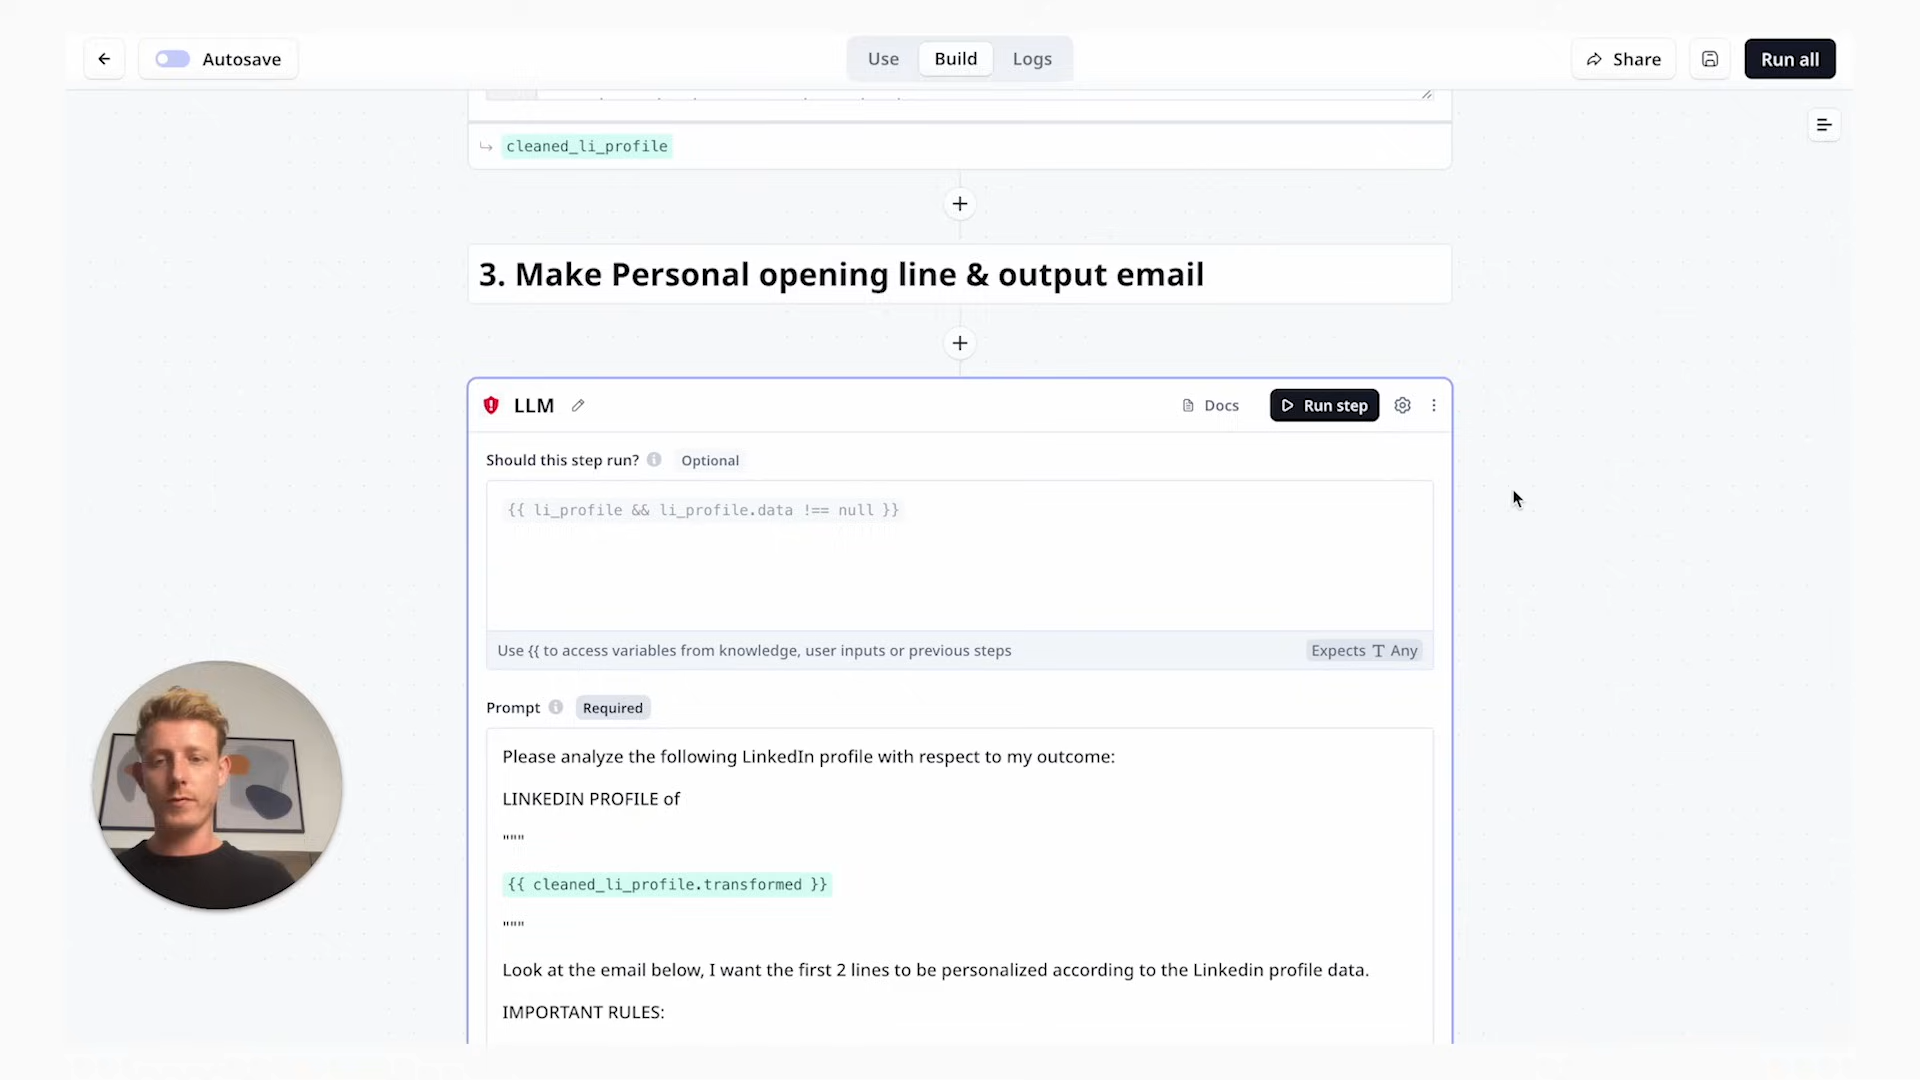 Autosave
Use Build Logs
Share
Run all
cleaned_li_profile
3. Make Personal opening line & output email
LLM
Docs
Run step
Should this step run? Optional
{{ li_profile && li_profile.data !== null }}
Use {{ to access variables from knowledge, user inputs or previous steps
Expects T Any
Prompt Required
Please analyze the following LinkedIn profile with respect to my outcome:
LINKEDIN PROFILE of
"""
{{ cleaned_li_profile.transformed }}
"""
Look at the email below, I want the first 2 lines to be personalized according to the Linkedin profile data.
IMPORTANT RULES: